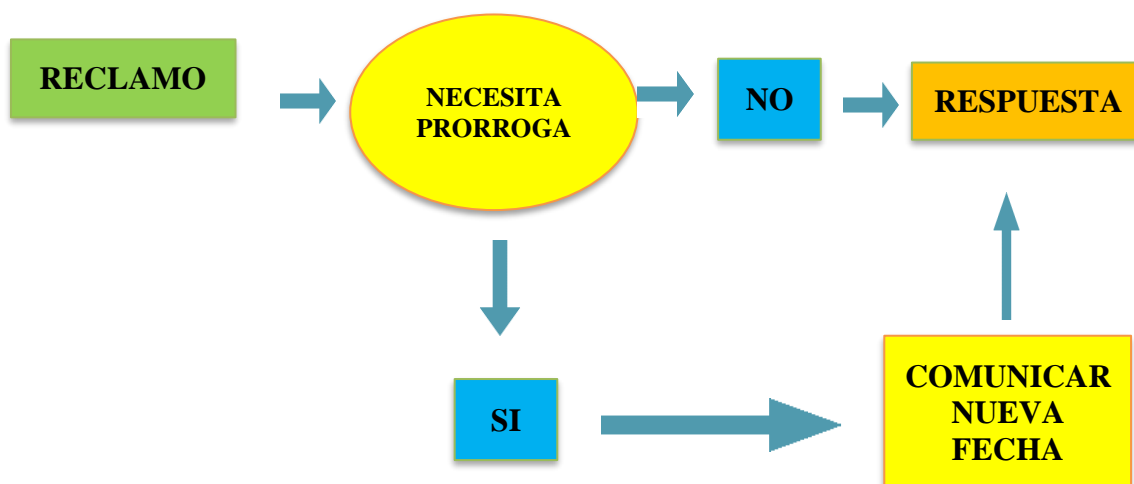 RECLAMO
NECESITA
PRORROGA
NO
RESPUESTA
SI
COMUNICAR
NUEVA
FECHA